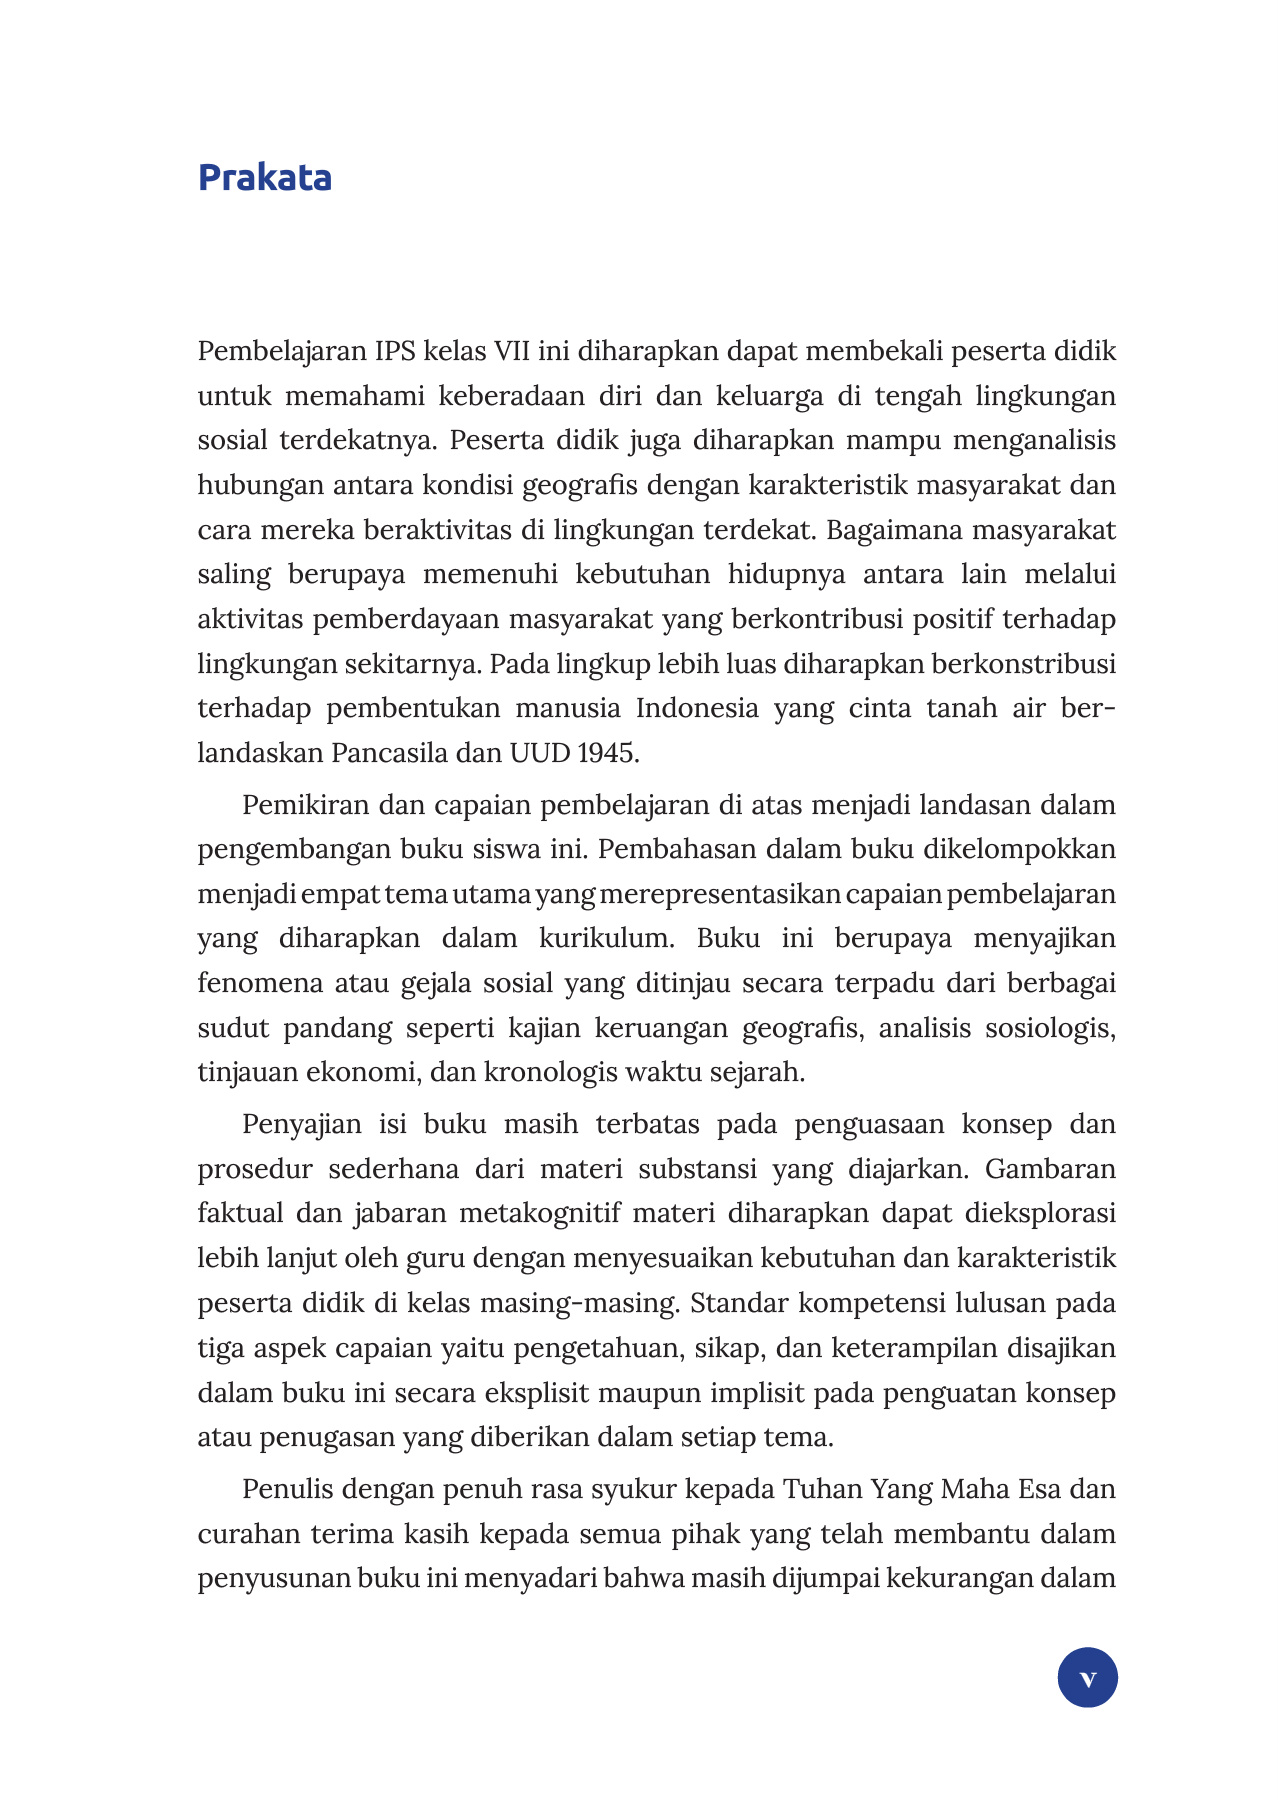 Prakata
Pembelajaran IPS kelas VII ini diharapkan dapat membekali peserta didik
untuk memahami keberadaan diri dan keluarga di tengah lingkungan
sosial terdekatnya. Peserta didik juga diharapkan mampu menganalisis
hubungan antara kondisi geografis dengan karakteristik masyarakat dan
cara mereka beraktivitas di lingkungan terdekat. Bagaimana masyarakat
saling berupaya memenuhi kebutuhan hidupnya antara lain melalui
aktivitas pemberdayaan masyarakat yang berkontribusi positif terhadap
lingkungan sekitarnya. Pada lingkup lebih luas diharapkan berkonstribusi
terhadap pembentukan manusia Indonesia yang cinta tanah air ber-
landaskan Pancasila dan UUD 1945.
Pemikiran dan capaian pembelajaran di atas menjadi landasan dalam
pengembangan buku siswa ini. Pembahasan dalam buku dikelompokkan
menjadi empat tema utama yang merepresentasikan capaian pembelajaran
yang diharapkan dalam kurikulum. Buku ini berupaya menyajikan
fenomena atau gejala sosial yang ditinjau secara terpadu dari berbagai
sudut pandang seperti kajian keruangan geografis, analisis sosiologis,
tinjauan ekonomi, dan kronologis waktu sejarah.
Penyajian isi buku masih terbatas pada penguasaan konsep dan
prosedur sederhana dari materi substansi yang diajarkan. Gambaran
faktual dan jabaran metakognitif materi diharapkan dapat dieksplorasi
lebih lanjut oleh guru dengan menyesuaikan kebutuhan dan karakteristik
peserta didik di kelas masing-masing. Standar kompetensi lulusan pada
tiga aspek capaian yaitu pengetahuan, sikap, dan keterampilan disajikan
dalam buku ini secara eksplisit maupun implisit pada penguatan konsep
atau penugasan yang diberikan dalam setiap tema.
Penulis dengan penuh rasa syukur kepada Tuhan Yang Maha Esa dan
curahan terima kasih kepada semua pihak yang telah membantu dalam
penyusunan buku ini menyadari bahwa masih dijumpai kekurangan dalam
v